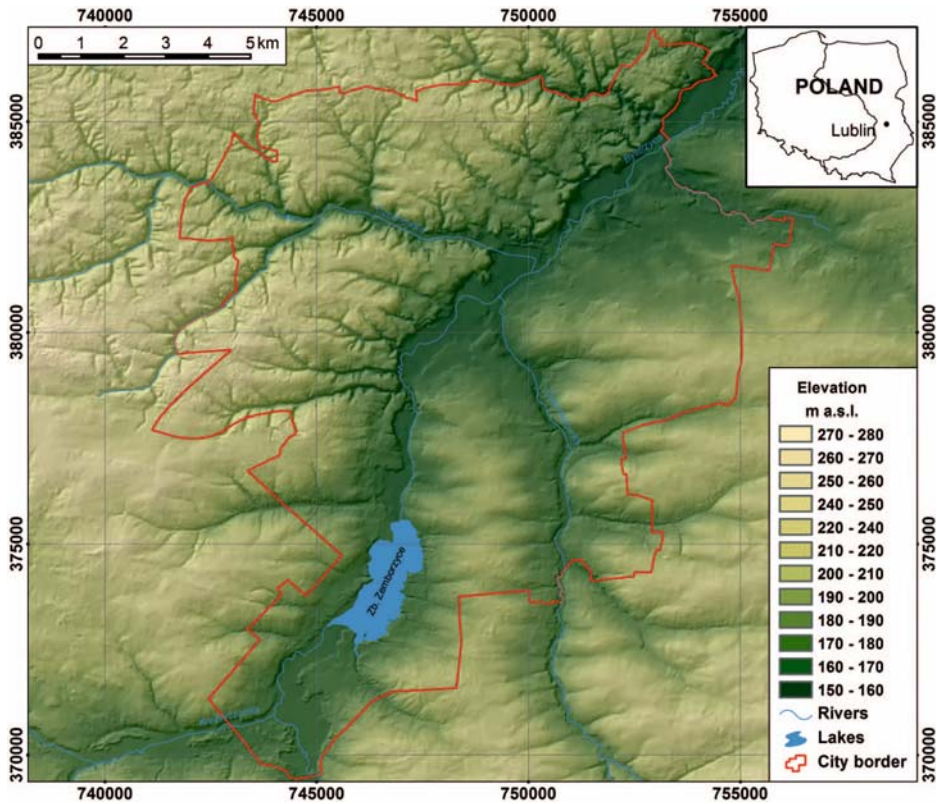 740000 745000 750000 755000
0 1 2 3 4 5 km
POLAND
Lublin
385000 385000
380000 380000
375000 375000
370000 370000
Zb. Zemborzyce
Elevation
m a.s.l.
270 - 280
260 - 270
250 - 260
240 - 250
220 - 240
210 - 220
200 - 210
190 - 200
180 - 190
170 - 180
160 - 170
150 - 160
Rivers
Lakes
City border
740000 745000 750000 755000